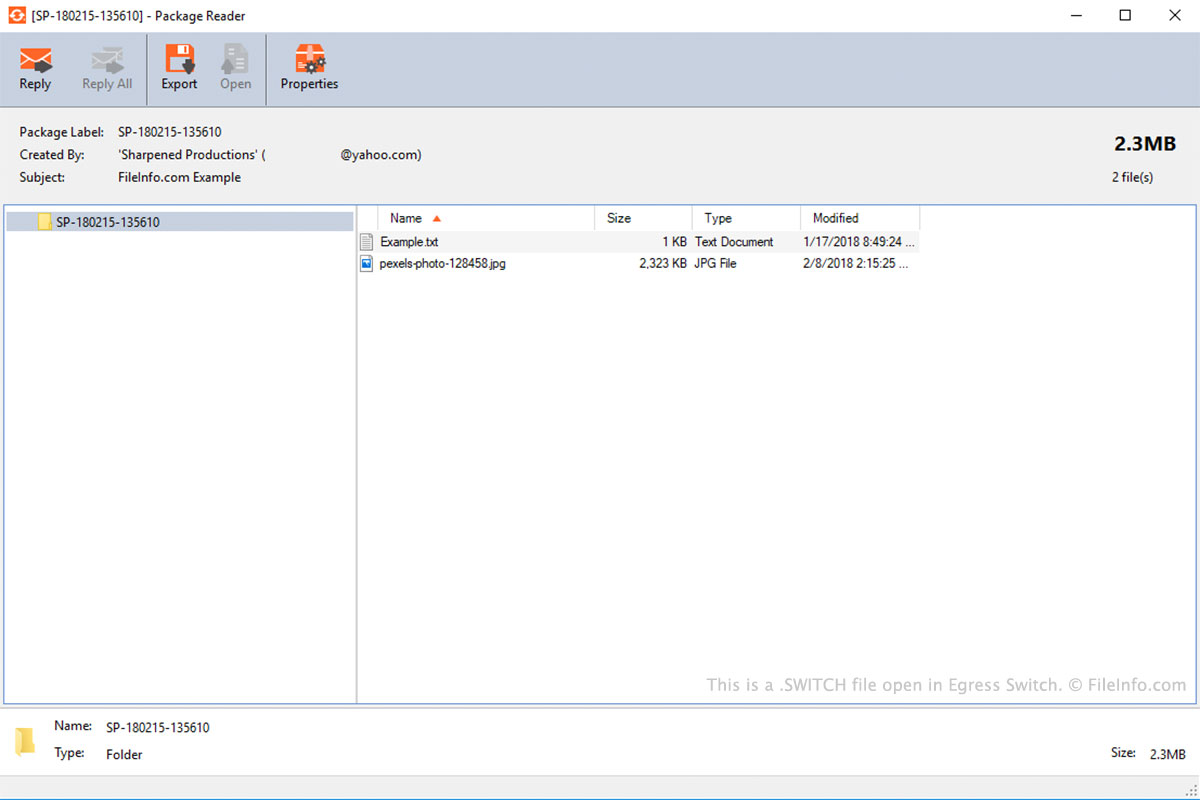 [SP-180215-135610] - Package Reader
Reply Reply All Export Open Properties
Package Label: SP-180215-135610
Created By: 'Sharpened Productions' ( @yahoo.com)
Subject: FileInfo.com Example
2.3MB
2 file(s)
SP-180215-135610
Name Size Type Modified
Example.txt 1 KB Text Document 1/17/2018 8:49:24 ...
pexels-photo-128458.jpg 2,323 KB JPG File 2/8/2018 2:15:25 ...
This is a .SWITCH file open in Egress Switch. © FileInfo.com
Name: SP-180215-135610
Type: Folder
Size: 2.3MB